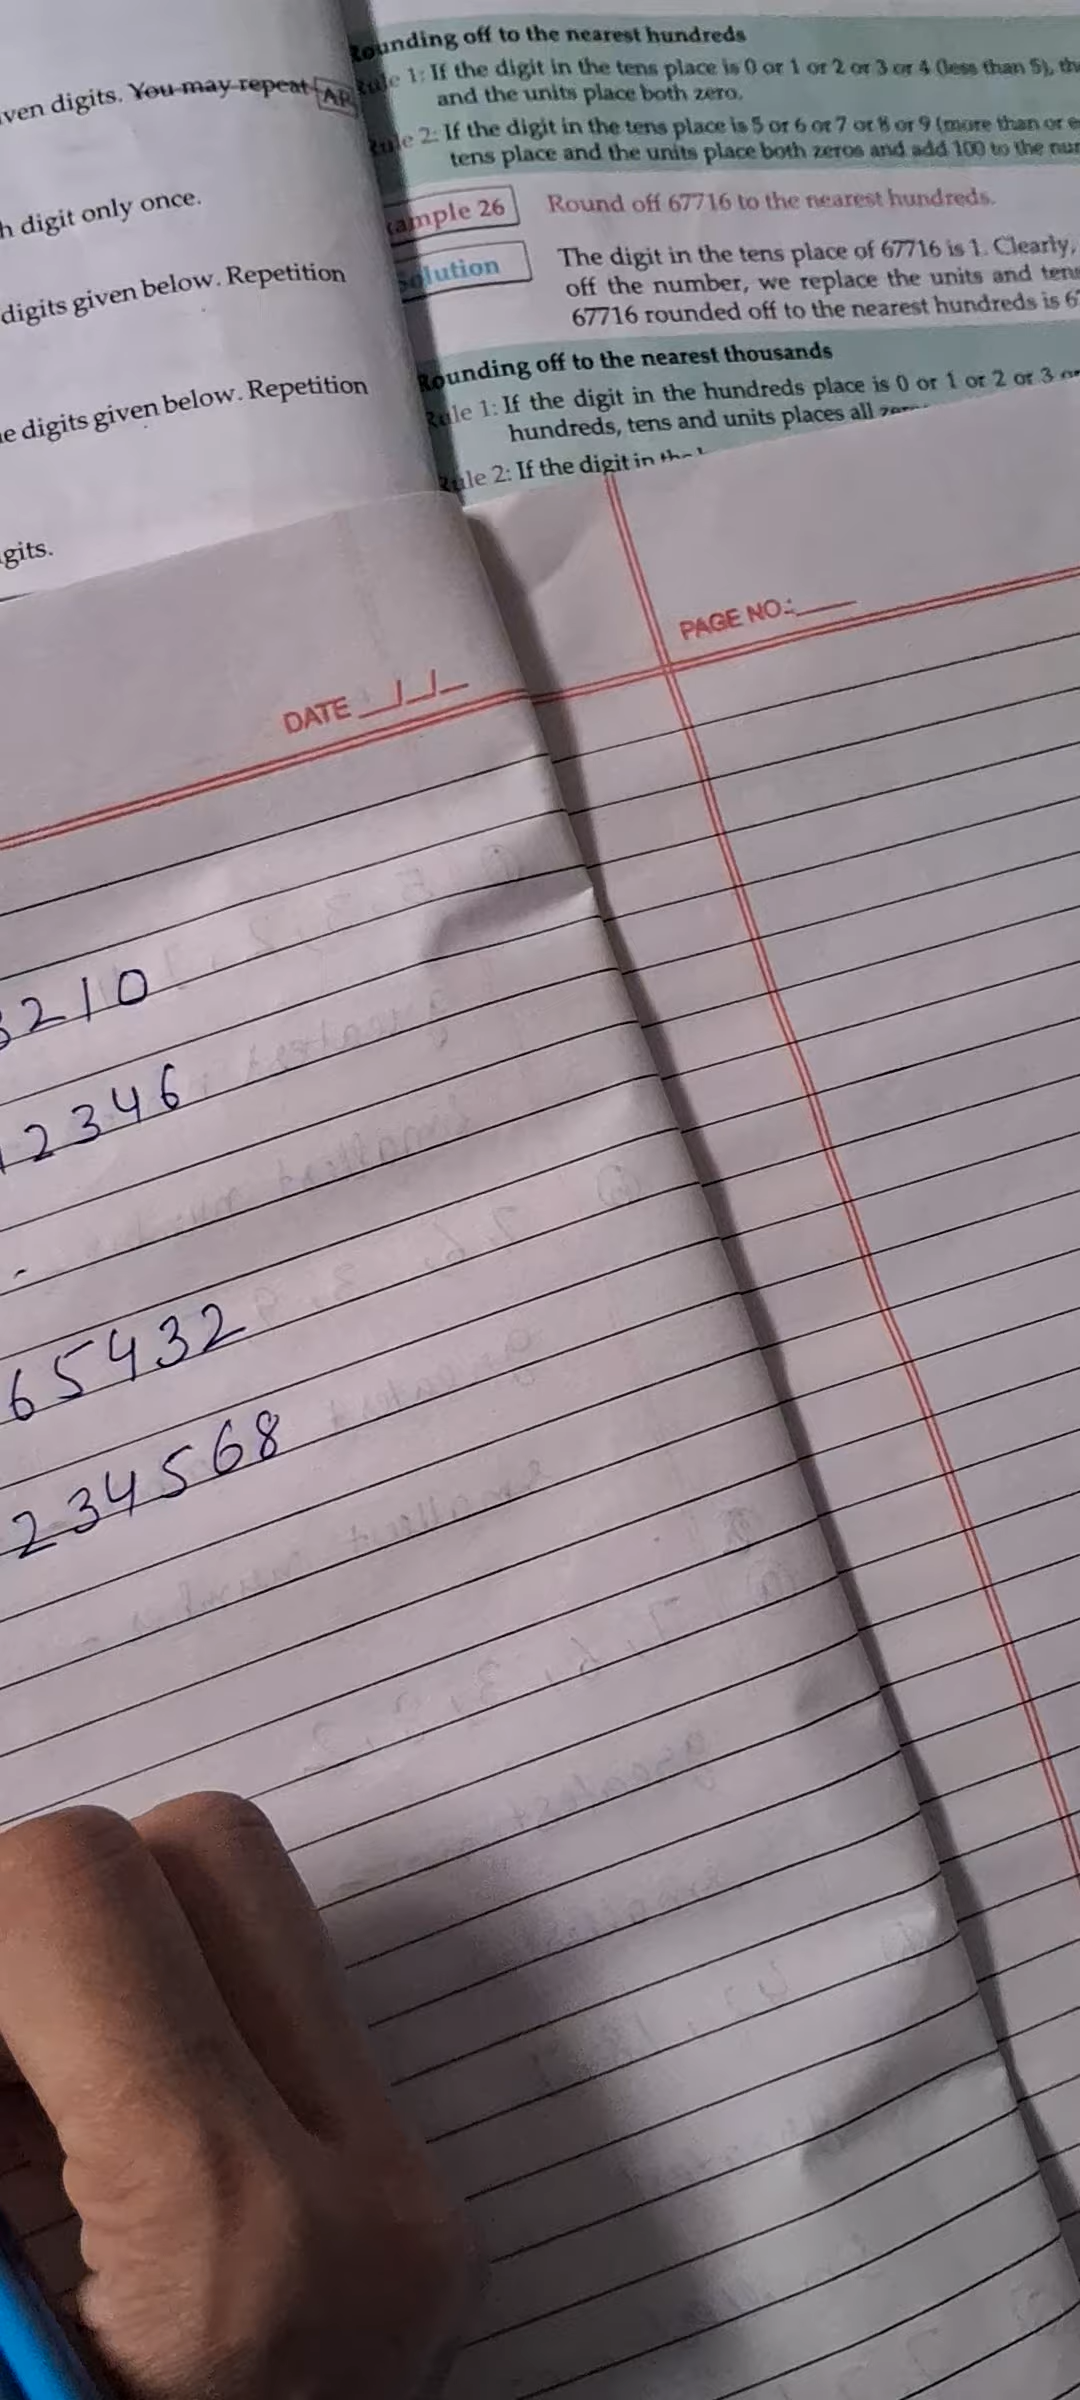 ven digits. You may repeat AP
h digit only once.
digits given below. Repetition
e digits given below. Repetition
gits.
Rounding off to the nearest hundreds
Rule 1: If the digit in the tens place is 0 or 1 or 2 or 3 or 4 (less than 5), th
and the units place both zero.
Rule 2: If the digit in the tens place is 5 or 6 or 7 or 8 or 9 (more than or e
tens place and the units place both zeros and add 100 to the nu
ample 26 Round off 67716 to the nearest hundreds.
Solution The digit in the tens place of 67716 is 1. Clearly,
off the number, we replace the units and tens
67716 rounded off to the nearest hundreds is 6
Rounding off to the nearest thousands
Rule 1: If the digit in the hundreds place is 0 or 1 or 2 or 3 or
hundreds, tens and units places all
Rule 2: If the digit in the
DATE
PAGE NO.:
3210
12346
65432
234568